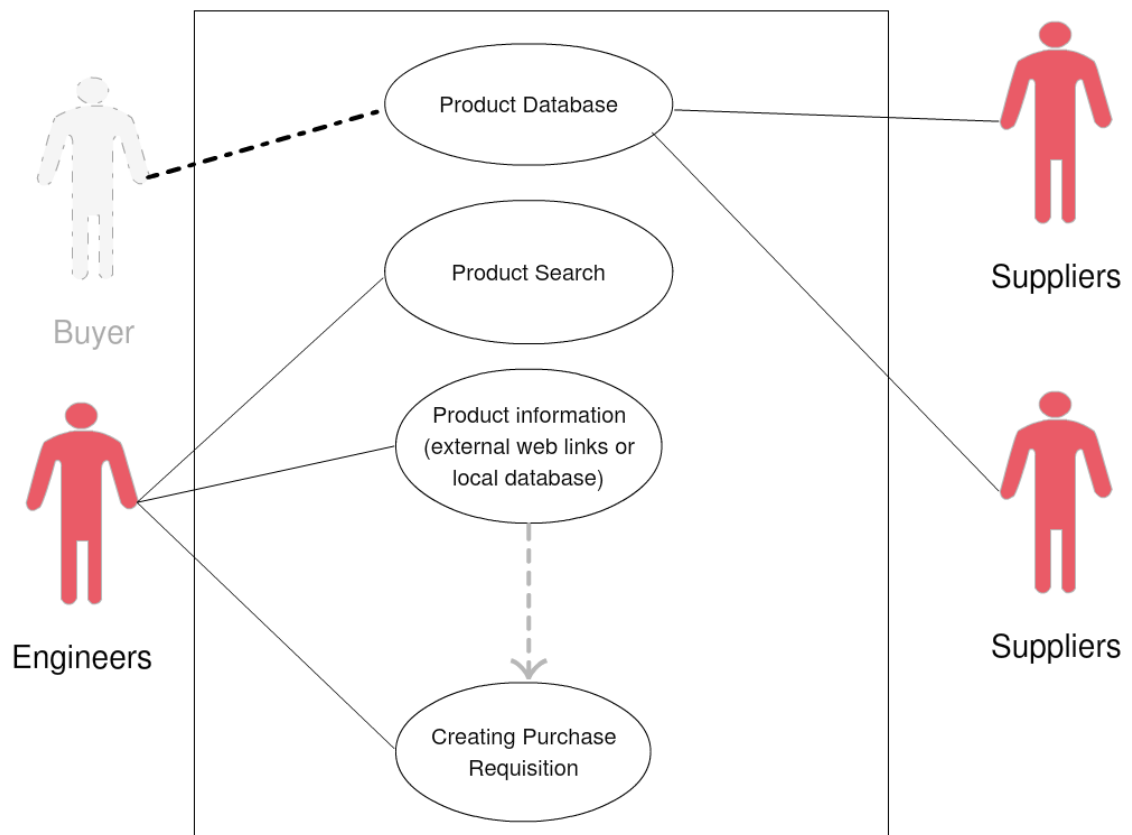 Product Database
Suppliers
Product Search
Buyer
Product information
(external web links or
local database)
Engineers
Suppliers
Creating Purchase
Requisition